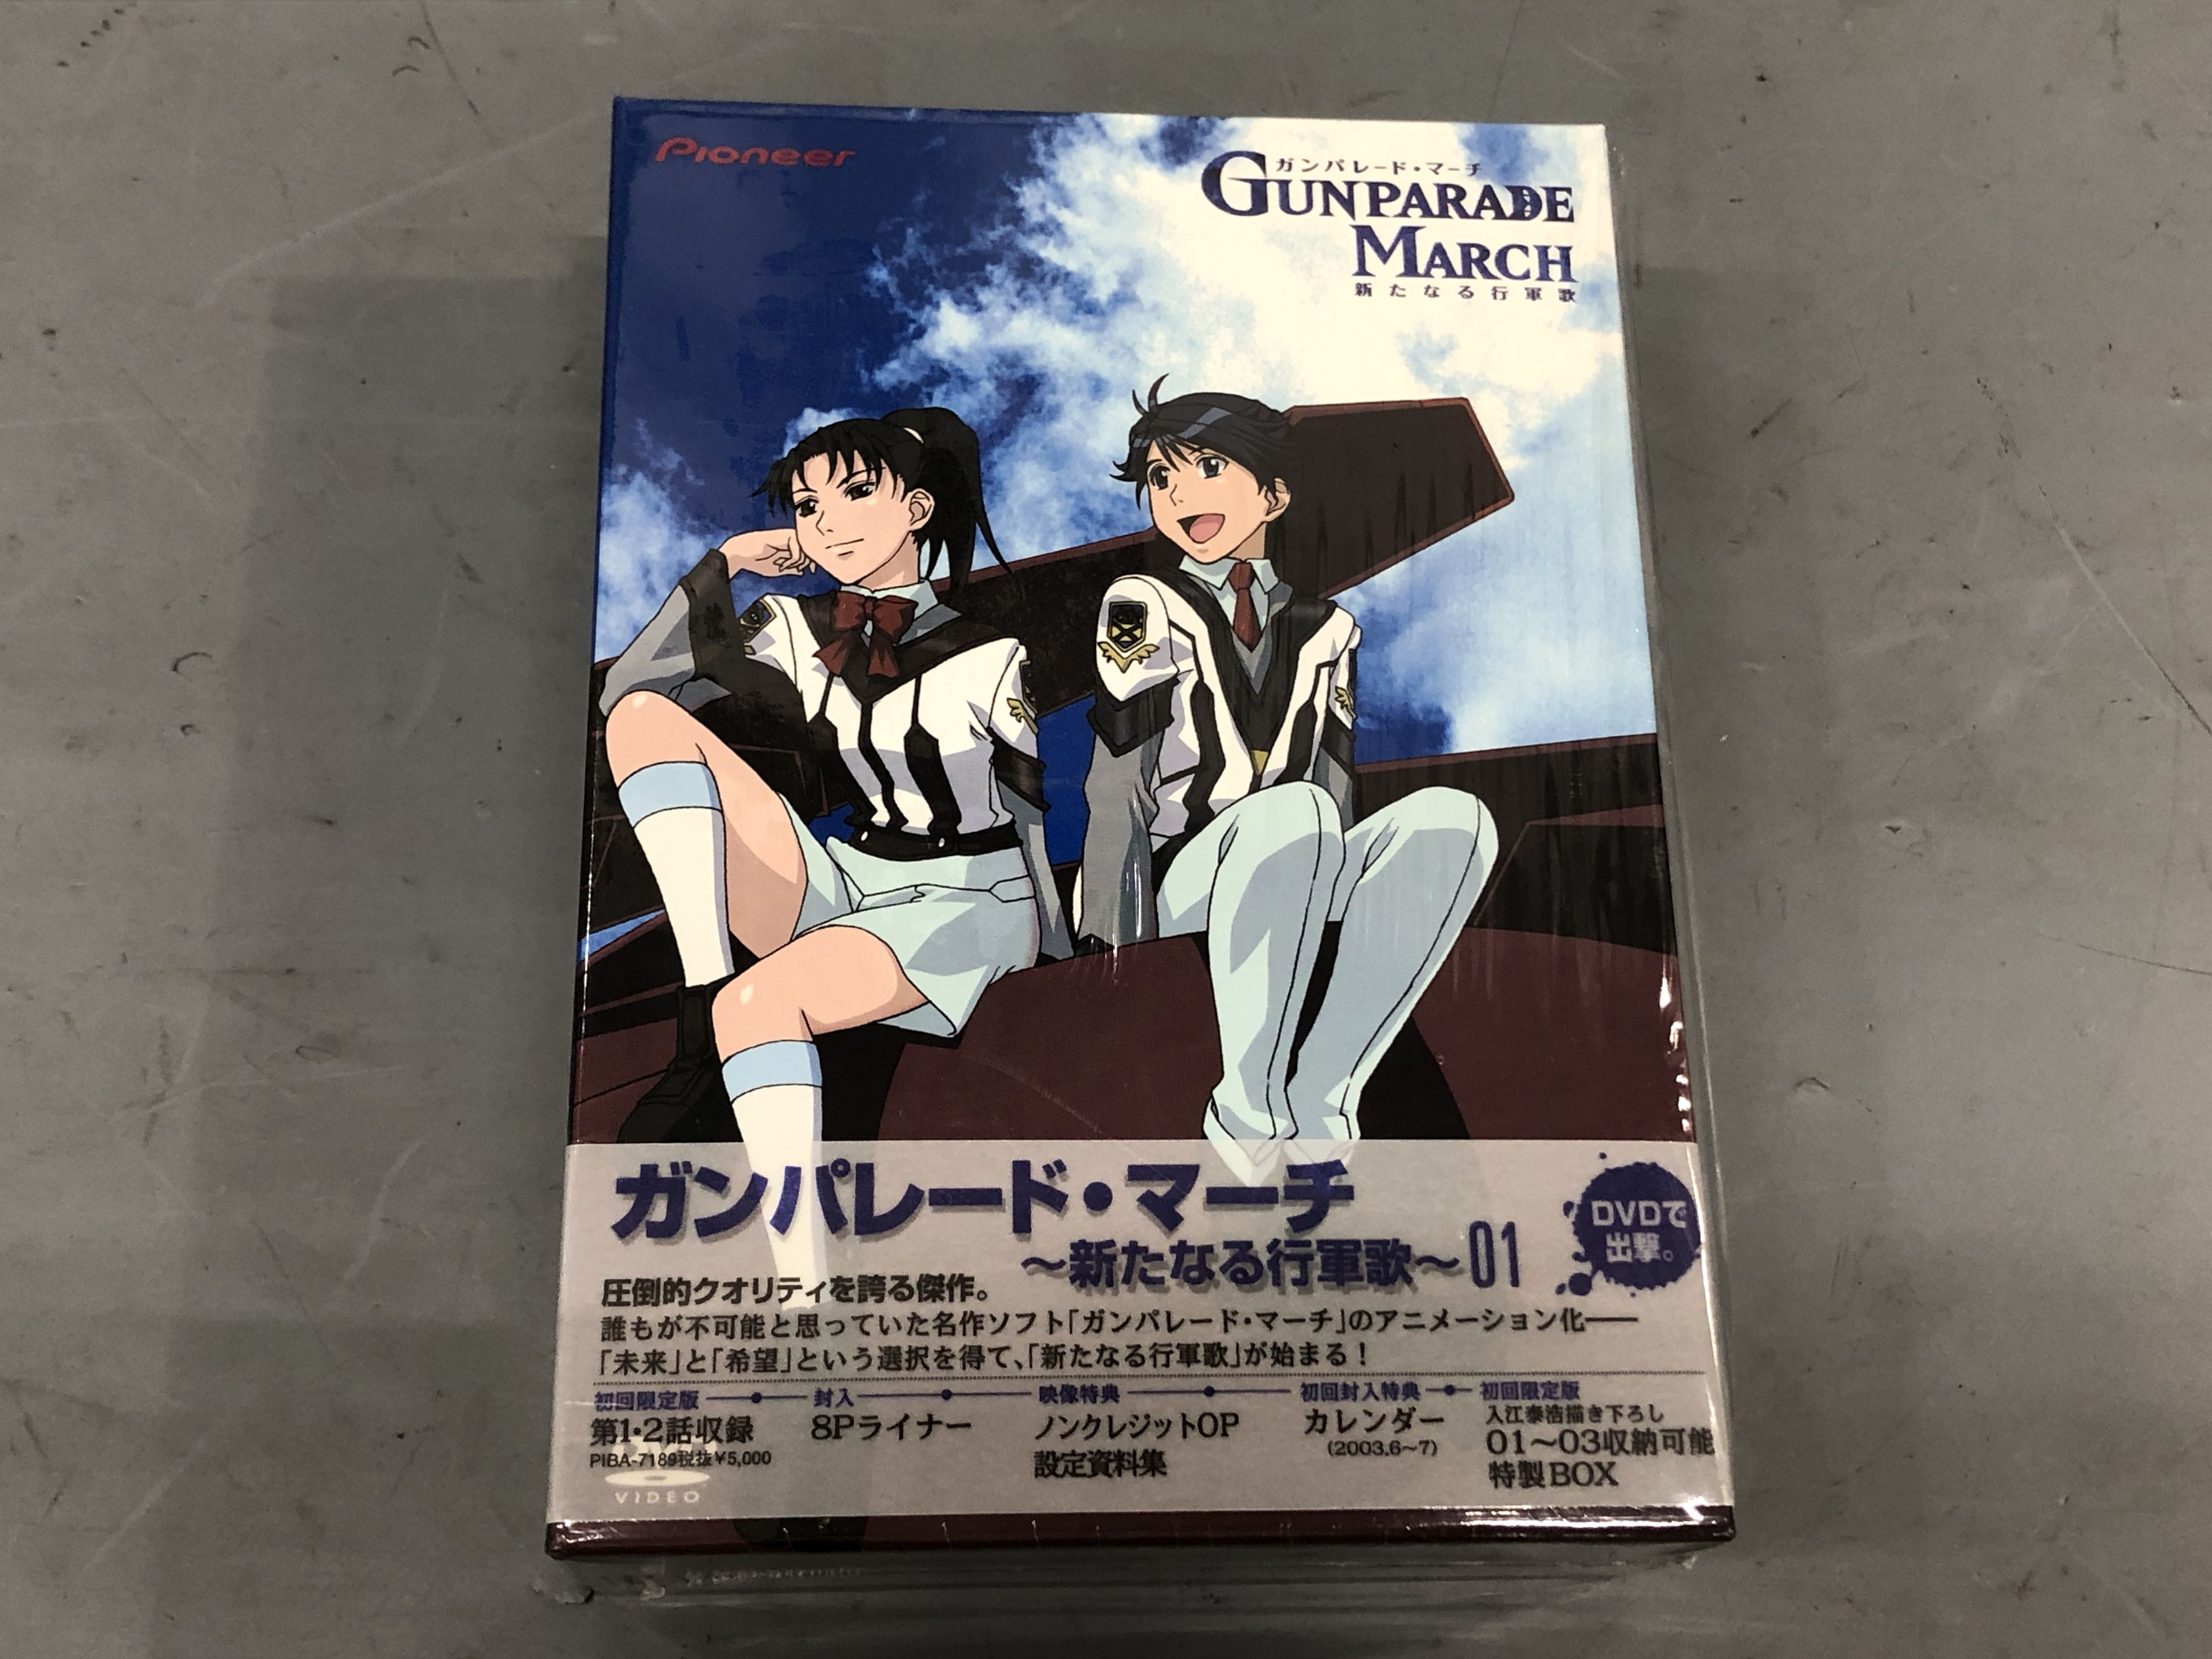 Pioneer
ガンパレード・マーチ
GUNPARADE
MARCH
新たなる行軍歌
ガンパレード・マーチ
～新たなる行軍歌～01
DVDで
出撃。
圧倒的クオリティを誇る傑作。
誰もが不可能と思っていた名作ソフト「ガンパレード・マーチ」のアニメーション化──
「未来」と「希望」という選択を得て、「新たなる行軍歌」が始まる!
初回限定版
第1・2話収録
PIBA-7189税抜¥5,000
封入
8Pライナー
映像特典
ノンクレジットOP
設定資料集
初回封入特典
カレンダー
(2003.6～7)
初回限定版
入江泰浩描き下ろし
01～03収納可能
特製BOX
VIDEO